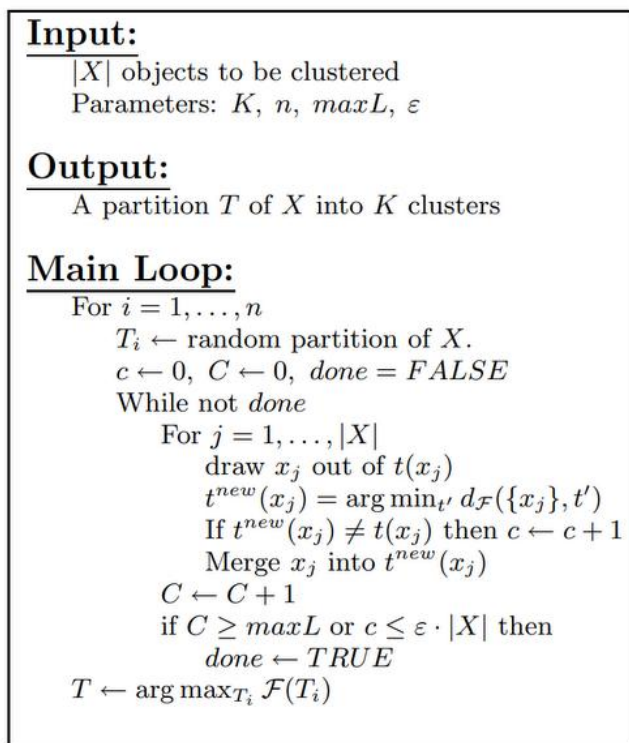 Input:
|X| objects to be clustered
Parameters: K, n, maxL, ε
Output:
A partition T of X into K clusters
Main Loop:
For i = 1, . . . , n
T_i ← random partition of X.
c ← 0, C ← 0, done = FALSE
While not done
For j = 1, . . . , |X|
draw x_j out of t(x_j)
t^{new}(x_j) = arg min_{t'} d_F({x_j}, t')
If t^{new}(x_j) ≠ t(x_j) then c ← c + 1
Merge x_j into t^{new}(x_j)
C ← C + 1
if C ≥ maxL or c ≤ ε · |X| then
done ← TRUE
T ← arg max_{T_i} F(T_i)